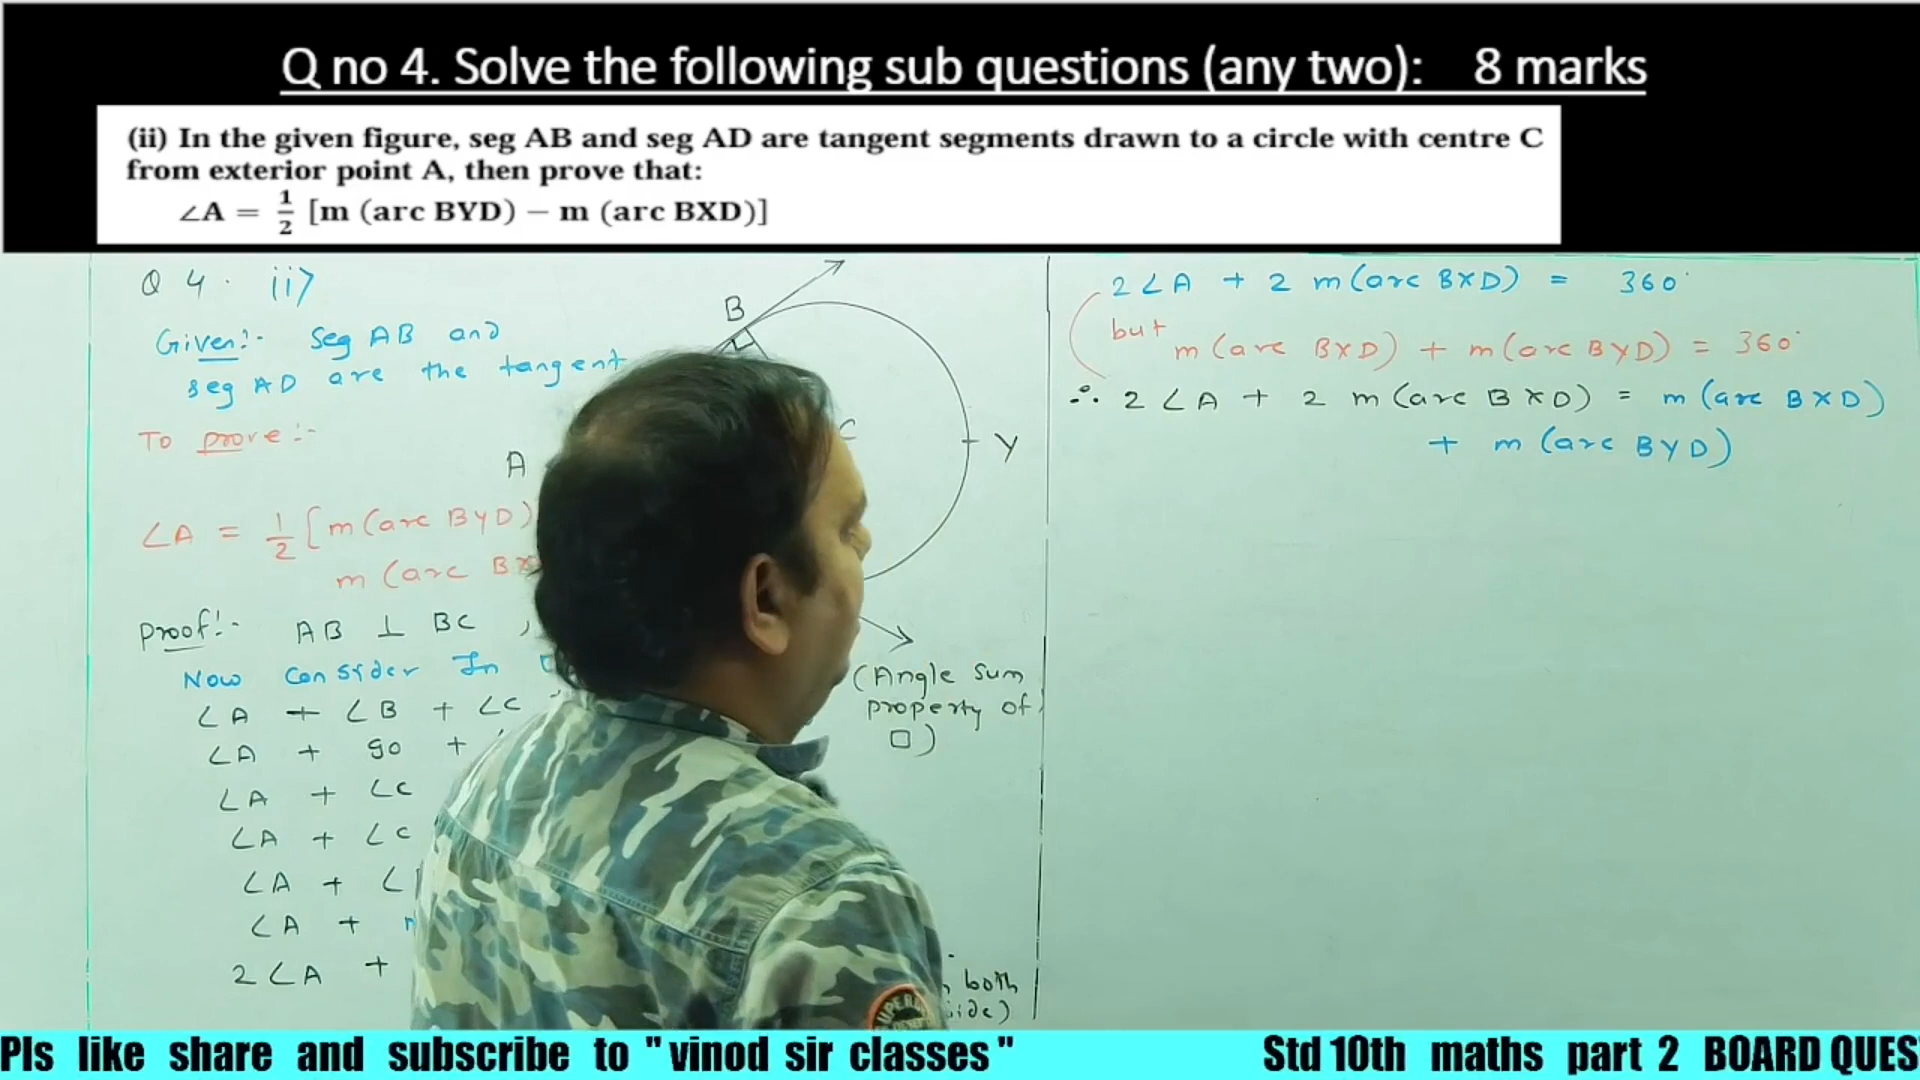 Q no 4. Solve the following sub questions (any two): 8 marks
(ii) In the given figure, seg AB and seg AD are tangent segments drawn to a circle with centre C
from exterior point A, then prove that:
∠A = 1/2 [m (arc BYD) − m (arc BXD)]
Q 4. ii)
Given:- Seg AB and
seg AD are the tangent
To prove:-
∠A = 1/2 [m (arc BYD)
m (arc BX
Proof:- AB ⊥ BC ,
Now consider In
∠A + ∠B + ∠C
∠A + 90 +
∠A + ∠C
∠A + ∠C
∠A + ∠
∠A +
2∠A +
B
A
C
Y
(Angle sum
property of
□)
both
side)
2∠A + 2 m(arc BXD) = 360°
but
m(arc BXD) + m(arc BYD) = 360°
∴ 2∠A + 2 m(arc BXD) = m(arc BXD)
+ m(arc BYD)
Pls like share and subscribe to "vinod sir classes" Std 10th maths part 2 BOARD QUES